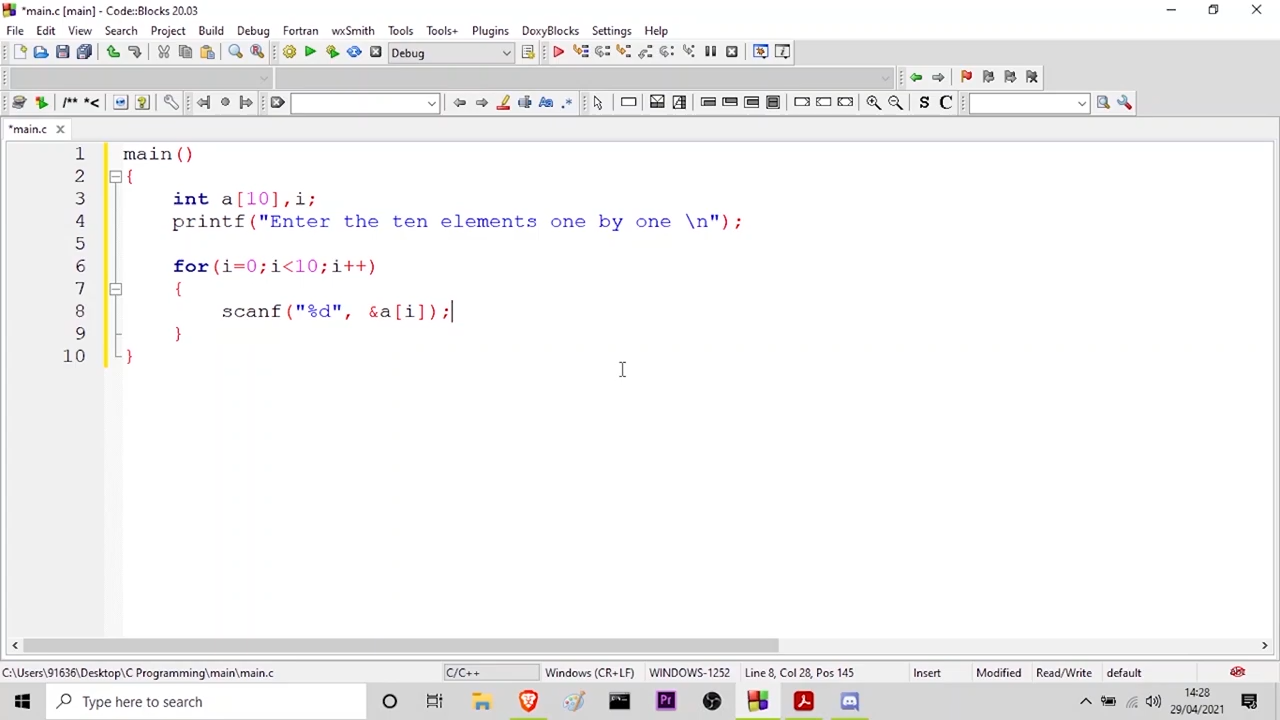 *main.c [main] - Code::Blocks 20.03
File Edit View Search Project Build Debug Fortran wxSmith Tools Tools+ Plugins DoxyBlocks Settings Help
Debug
/** *<
Aa .* S C
*main.c
1 main()
2 {
3 int a[10],i;
4 printf("Enter the ten elements one by one \n");
5
6 for(i=0;i<10;i++)
7 {
8 scanf("%d", &a[i]);
9 }
10 }
C:\Users\91636\Desktop\C Programming\main\main.c C/C++ Windows (CR+LF) WINDOWS-1252 Line 8, Col 28, Pos 145 Insert Modified Read/Write default
Type here to search Pr 14:28
29/04/2021